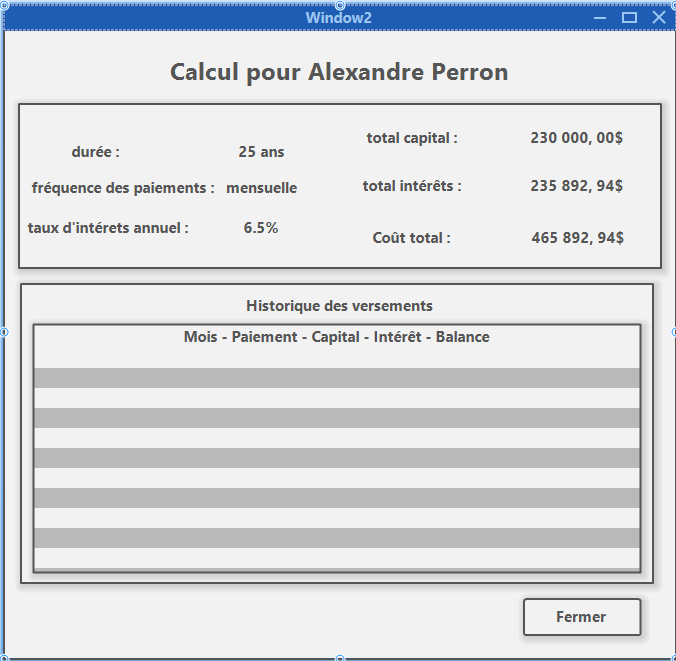 Window2
Calcul pour Alexandre Perron
durée : 25 ans
fréquence des paiements : mensuelle
taux d'intérets annuel : 6.5%
total capital : 230 000, 00$
total intérêts : 235 892, 94$
Coût total : 465 892, 94$
Historique des versements
Mois - Paiement - Capital - Intérêt - Balance
Fermer